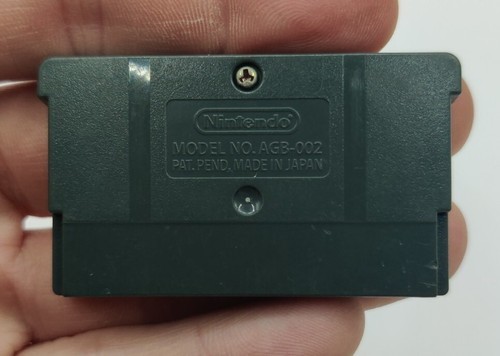 Nintendo
MODEL NO. AGB-002
PAT. PEND, MADE IN JAPAN